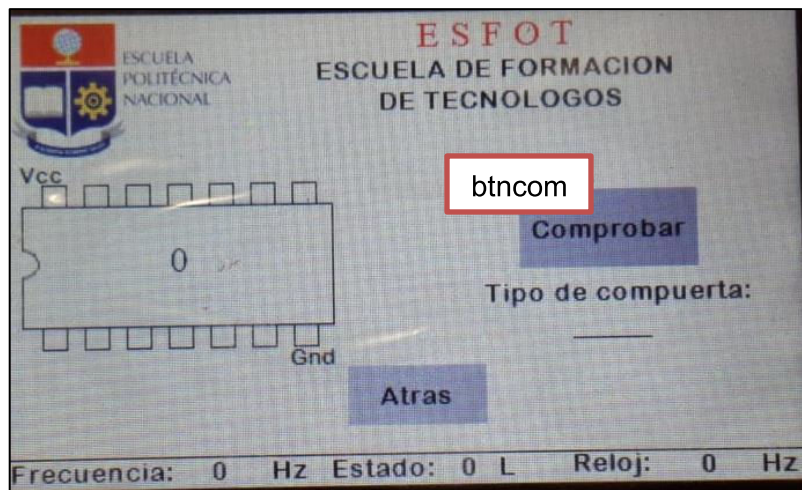 ESCUELA
POLITÉCNICA
NACIONAL
E S F O T
ESCUELA DE FORMACION
DE TECNOLOGOS
Vcc
0
Gnd
btncom
Comprobar
Tipo de compuerta:
Atras
Frecuencia: 0 Hz Estado: 0 L Reloj: 0 Hz